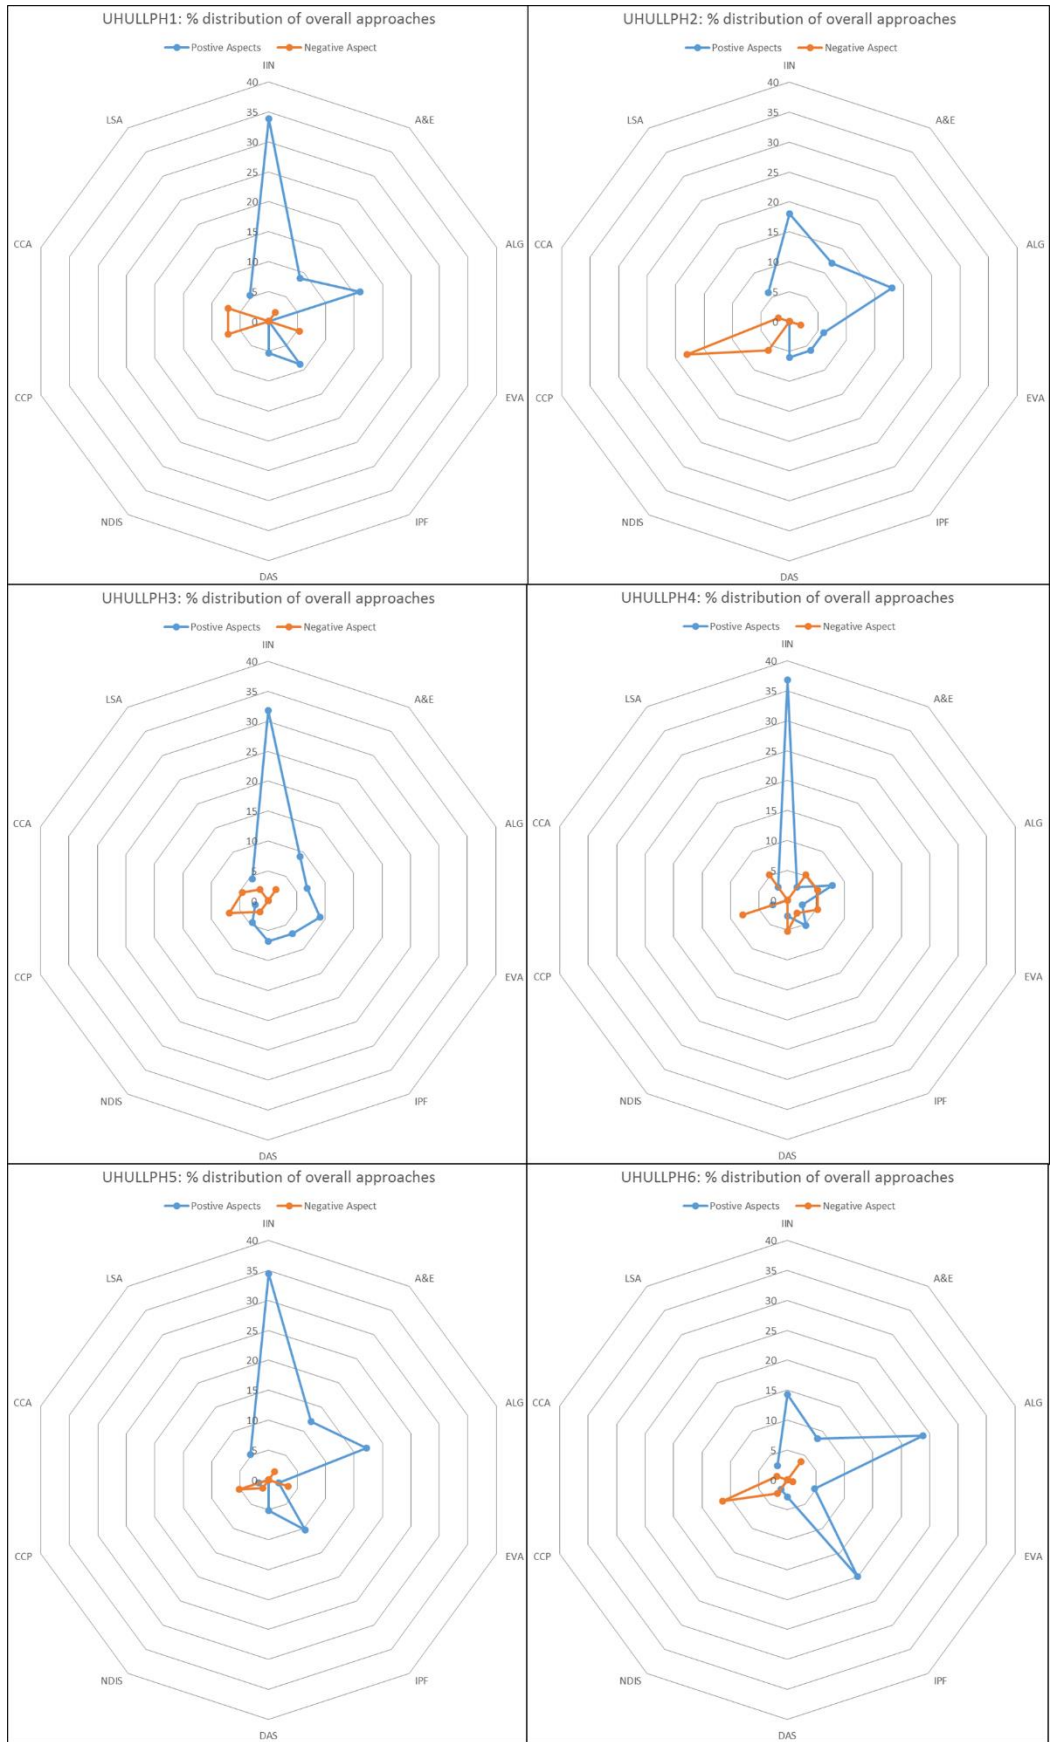 UHULLPH1: % distribution of overall approaches
Postive Aspects Negative Aspect
IIN
40
LSA A&E
35
30
25
20
CCA 15 ALG
10
5
0
CCP EVA
NDIS IPF
DAS
UHULLPH2: % distribution of overall approaches
Postive Aspects Negative Aspect
IIN
40
LSA A&E
35
30
25
20
CCA 15 ALG
10
5
0
CCP EVA
NDIS IPF
DAS
UHULLPH3: % distribution of overall approaches
Postive Aspects Negative Aspect
IIN
40
LSA A&E
35
30
25
20
CCA 15 ALG
10
5
0
CCP EVA
NDIS IPF
DAS
UHULLPH4: % distribution of overall approaches
Postive Aspects Negative Aspect
IIN
40
LSA A&E
35
30
25
20
CCA 15 ALG
10
5
0
CCP EVA
NDIS IPF
DAS
UHULLPH5: % distribution of overall approaches
Postive Aspects Negative Aspect
IIN
40
LSA A&E
35
30
25
20
CCA 15 ALG
10
5
0
CCP EVA
NDIS IPF
DAS
UHULLPH6: % distribution of overall approaches
Postive Aspects Negative Aspect
IIN
40
LSA A&E
35
30
25
20
CCA 15 ALG
10
5
0
CCP EVA
NDIS IPF
DAS